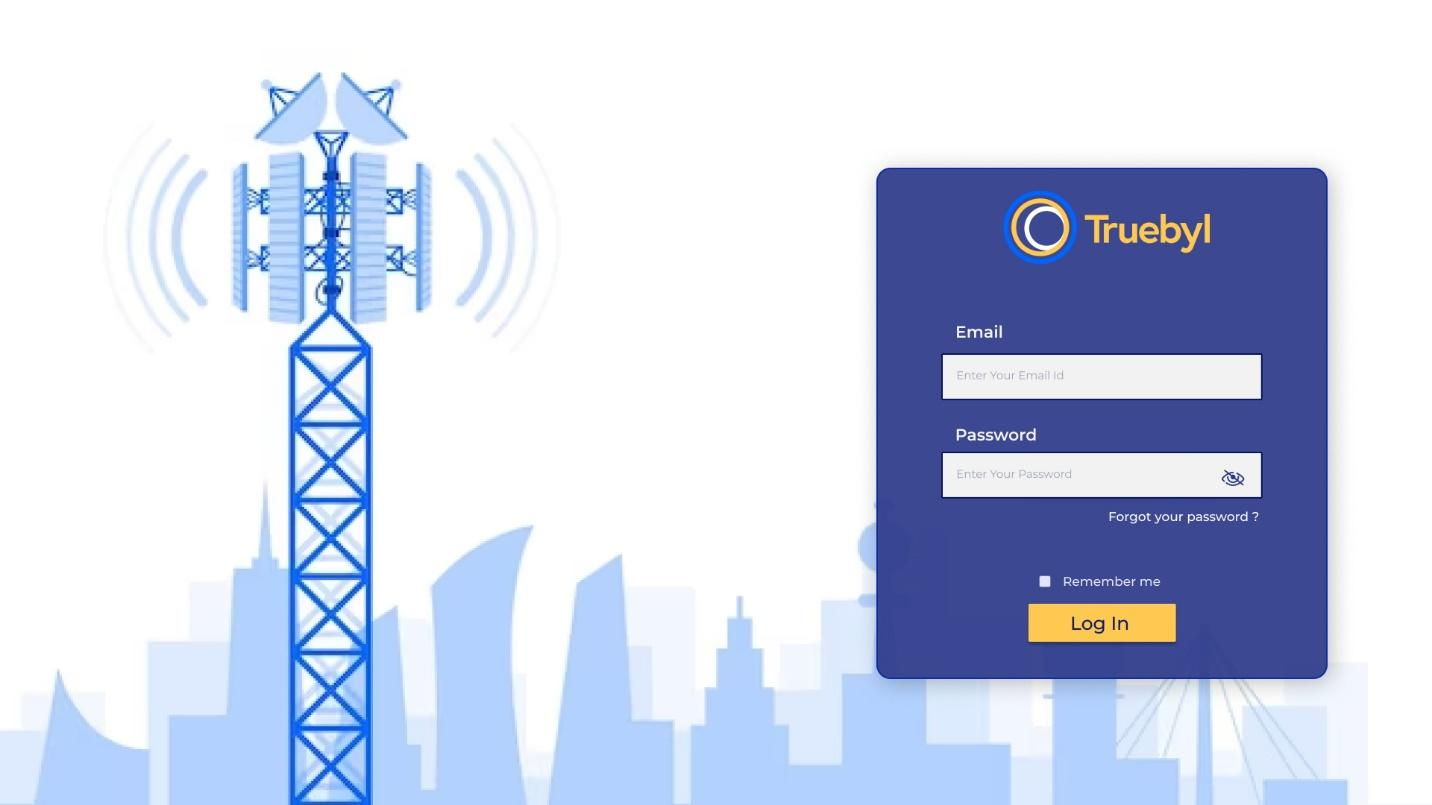 Truebyl
Email
Enter Your Email Id
Password
Enter Your Password
Forgot your password ?
Remember me
Log In